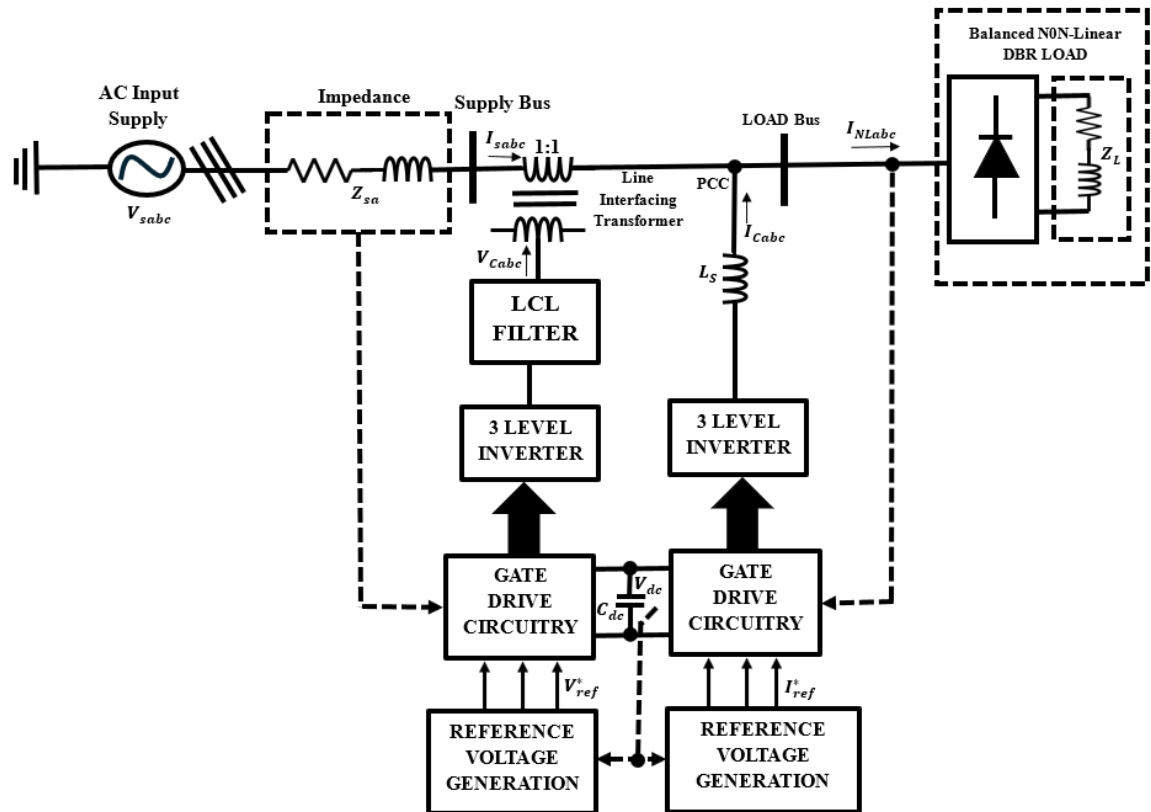 Balanced N0N-Linear
DBR LOAD
AC Input
Supply
Impedance
Supply Bus
LOAD Bus
I_sabc
1:1
I_NLabc
Z_L
Z_sa
V_sabc
Line
Interfacing
Transformer
PCC
I_Cabc
V_Cabc
L_S
LCL
FILTER
3 LEVEL
INVERTER
3 LEVEL
INVERTER
GATE
DRIVE
CIRCUITRY
V_dc
C_dc
GATE
DRIVE
CIRCUITRY
V*_ref
I*_ref
REFERENCE
VOLTAGE
GENERATION
REFERENCE
VOLTAGE
GENERATION